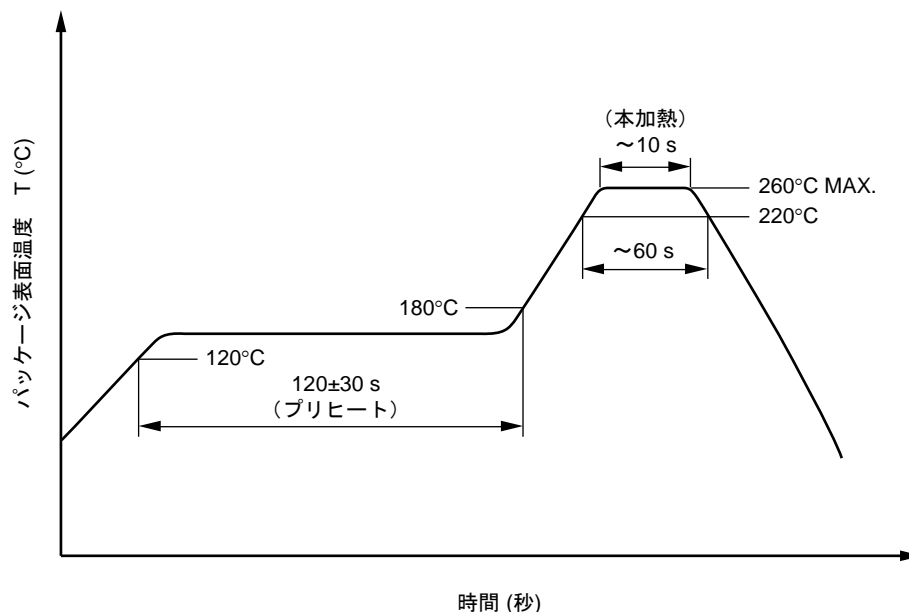 （本加熱）
～10 s
260°C MAX.
220°C
～60 s
180°C
120°C
120±30 s
（プリヒート）
パッケージ表面温度 T (°C)
時間 (秒)